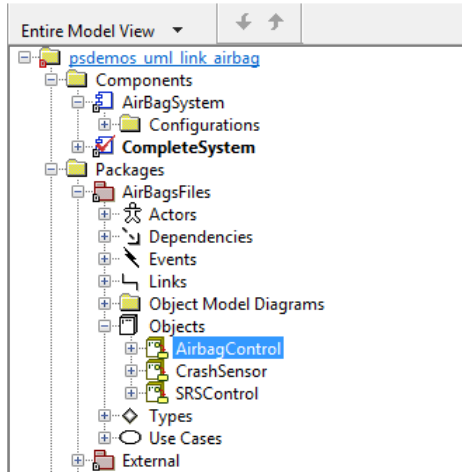 Entire Model View
psdemos_uml_link_airbag
Components
AirBagSystem
Configurations
CompleteSystem
Packages
AirBagsFiles
Actors
Dependencies
Events
Links
Object Model Diagrams
Objects
AirbagControl
CrashSensor
SRSControl
Types
Use Cases
External